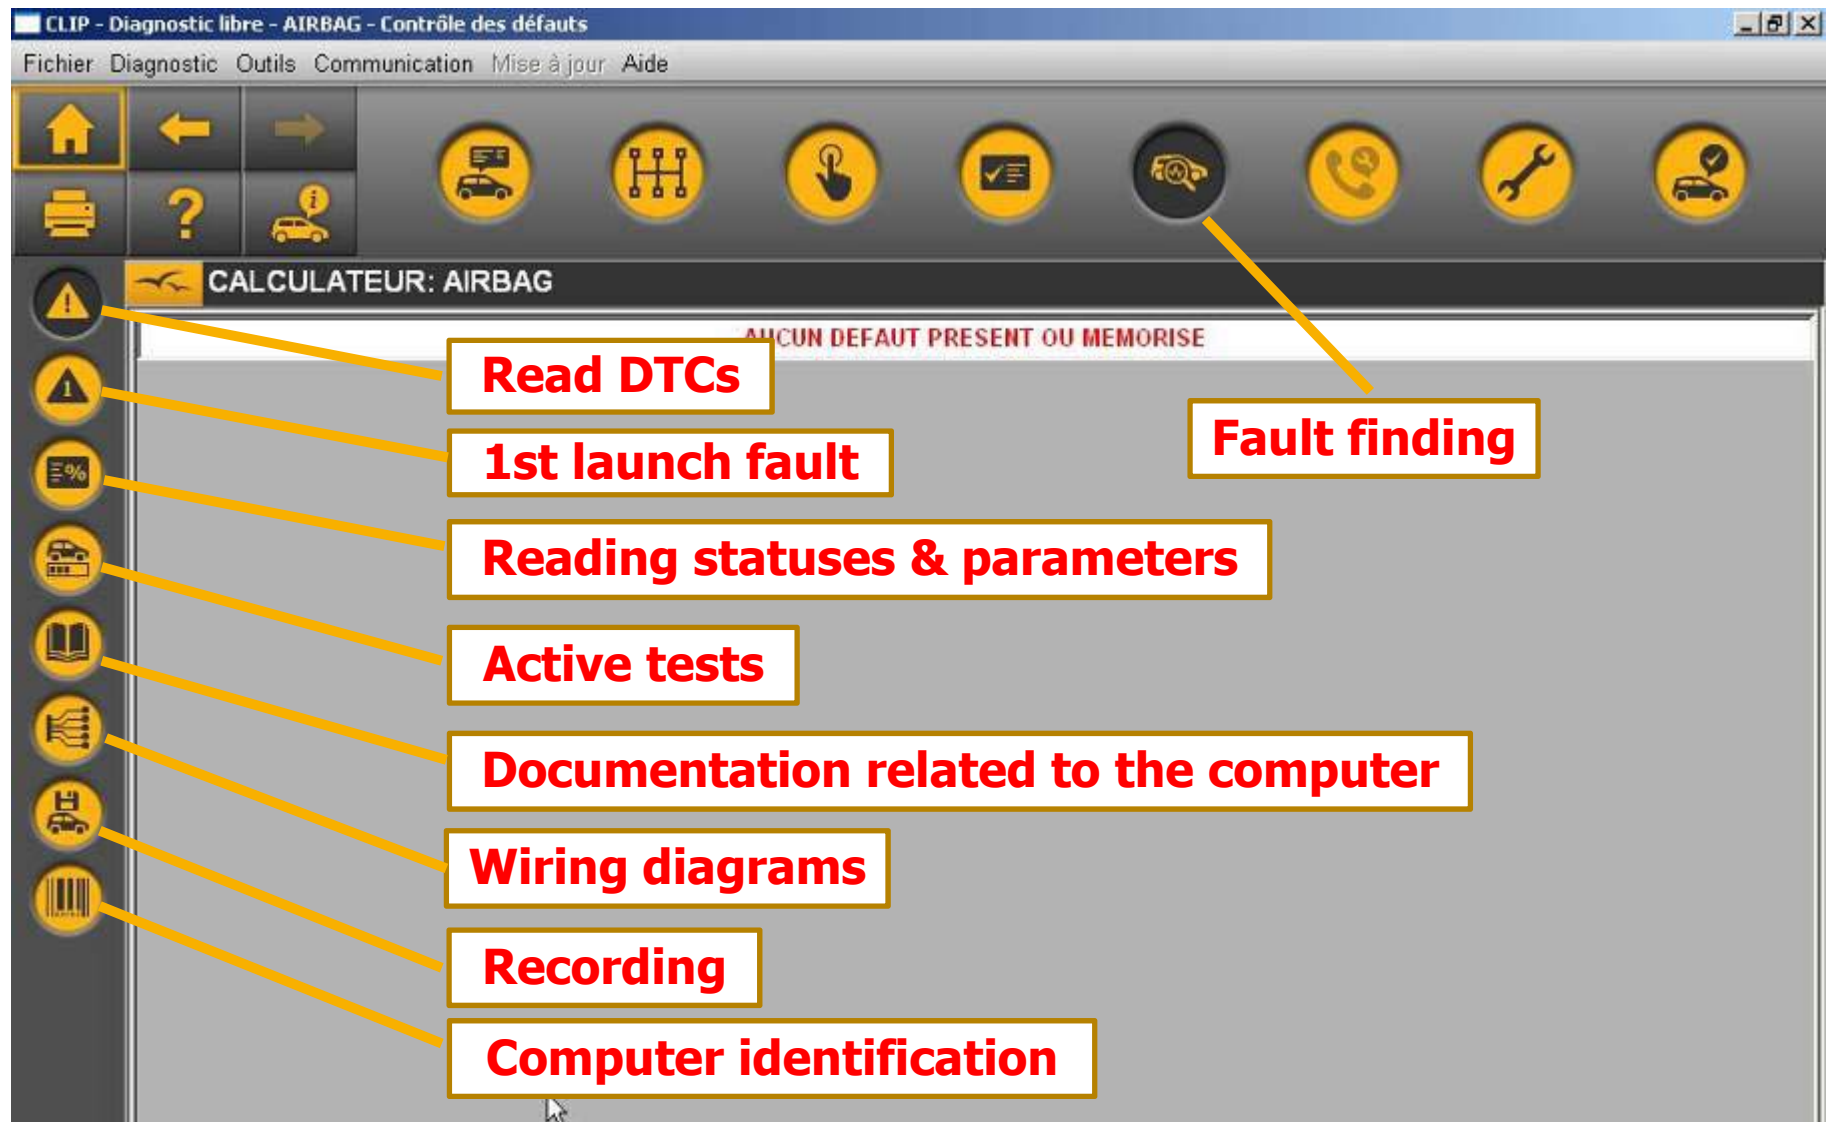 CLIP - Diagnostic libre - AIRBAG - Contrôle des défauts
Fichier Diagnostic Outils Communication Mise à jour Aide
CALCULATEUR: AIRBAG
AUCUN DEFAUT PRESENT OU MEMORISE
Read DTCs
Fault finding
1st launch fault
Reading statuses & parameters
Active tests
Documentation related to the computer
Wiring diagrams
Recording
Computer identification